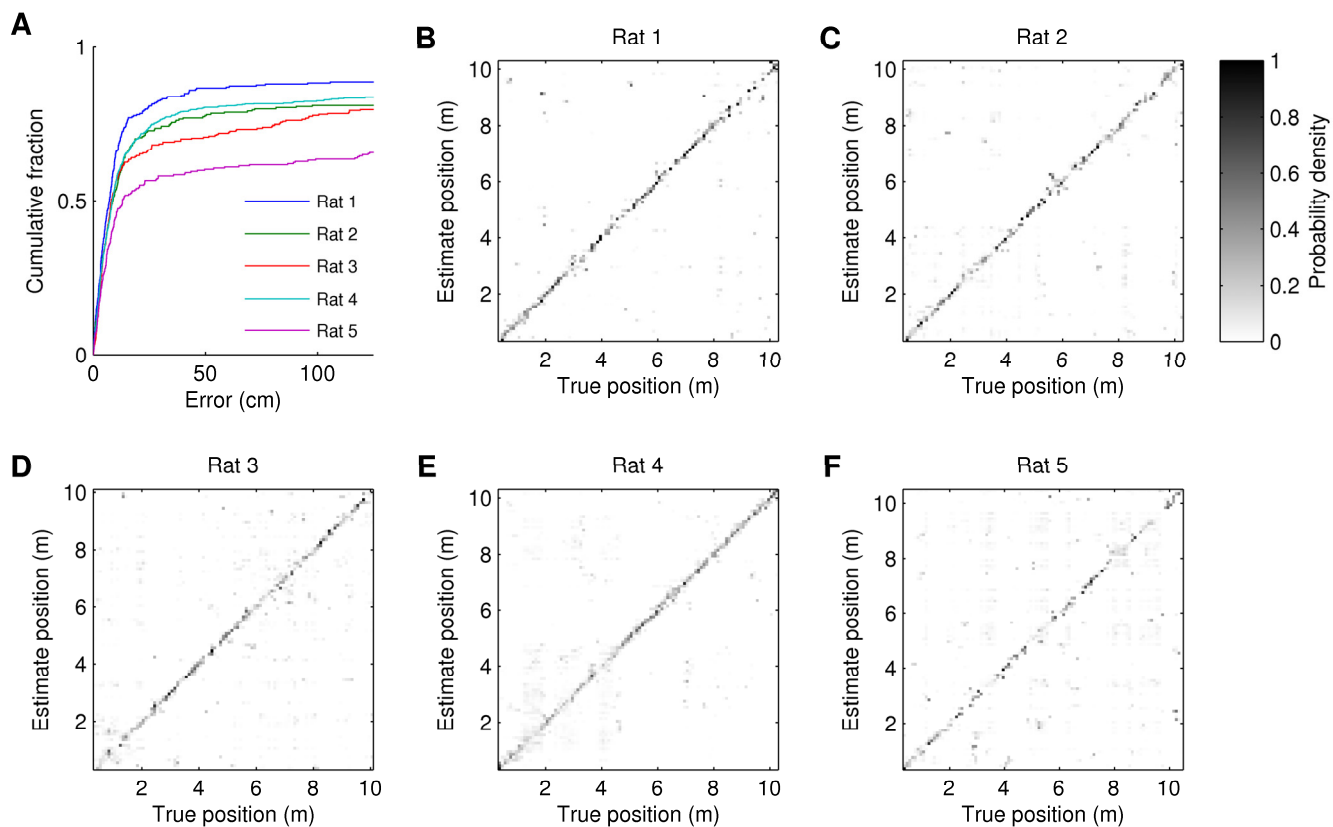 A
1
0.5
0
0
50
100
Cumulative fraction
Error (cm)
Rat 1
Rat 2
Rat 3
Rat 4
Rat 5
B
Rat 1
10
8
6
4
2
2
4
6
8
10
Estimate position (m)
True position (m)
C
Rat 2
10
8
6
4
2
2
4
6
8
10
Estimate position (m)
True position (m)
1
0.8
0.6
0.4
0.2
0
Probability density
D
Rat 3
10
8
6
4
2
2
4
6
8
10
Estimate position (m)
True position (m)
E
Rat 4
10
8
6
4
2
2
4
6
8
10
Estimate position (m)
True position (m)
F
Rat 5
10
8
6
4
2
2
4
6
8
10
Estimate position (m)
True position (m)